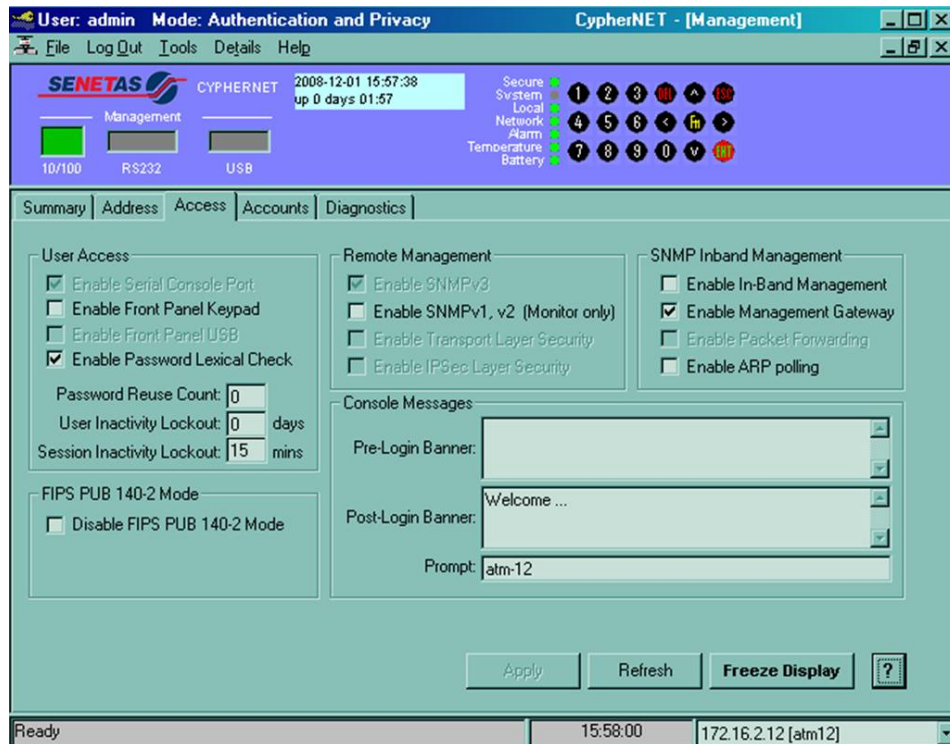 User: admin Mode: Authentication and Privacy CypherNET - [Management]
File Log Out Tools Details Help
SENETAS CYPHERNET
2008-12-01 15:57:38
up 0 days 01:57
Management
10/100 RS232 USB
Secure
System
Local
Network
Alarm
Temperature
Battery
1 2 3 DEL ^ ESC
4 5 6 < Fn >
7 8 9 0 v ENT
Summary Address Access Accounts Diagnostics
User Access
Enable Serial Console Port
Enable Front Panel Keypad
Enable Front Panel USB
Enable Password Lexical Check
Password Reuse Count: 0
User Inactivity Lockout: 0 days
Session Inactivity Lockout: 15 mins
FIPS PUB 140-2 Mode
Disable FIPS PUB 140-2 Mode
Remote Management
Enable SNMPv3
Enable SNMPv1, v2 (Monitor only)
Enable Transport Layer Security
Enable IPSec Layer Security
SNMP Inband Management
Enable In-Band Management
Enable Management Gateway
Enable Packet Forwarding
Enable ARP polling
Console Messages
Pre-Login Banner:
Post-Login Banner: Welcome ...
Prompt: atm-12
Apply Refresh Freeze Display ?
Ready 15:58:00 172.16.2.12 [atm12]